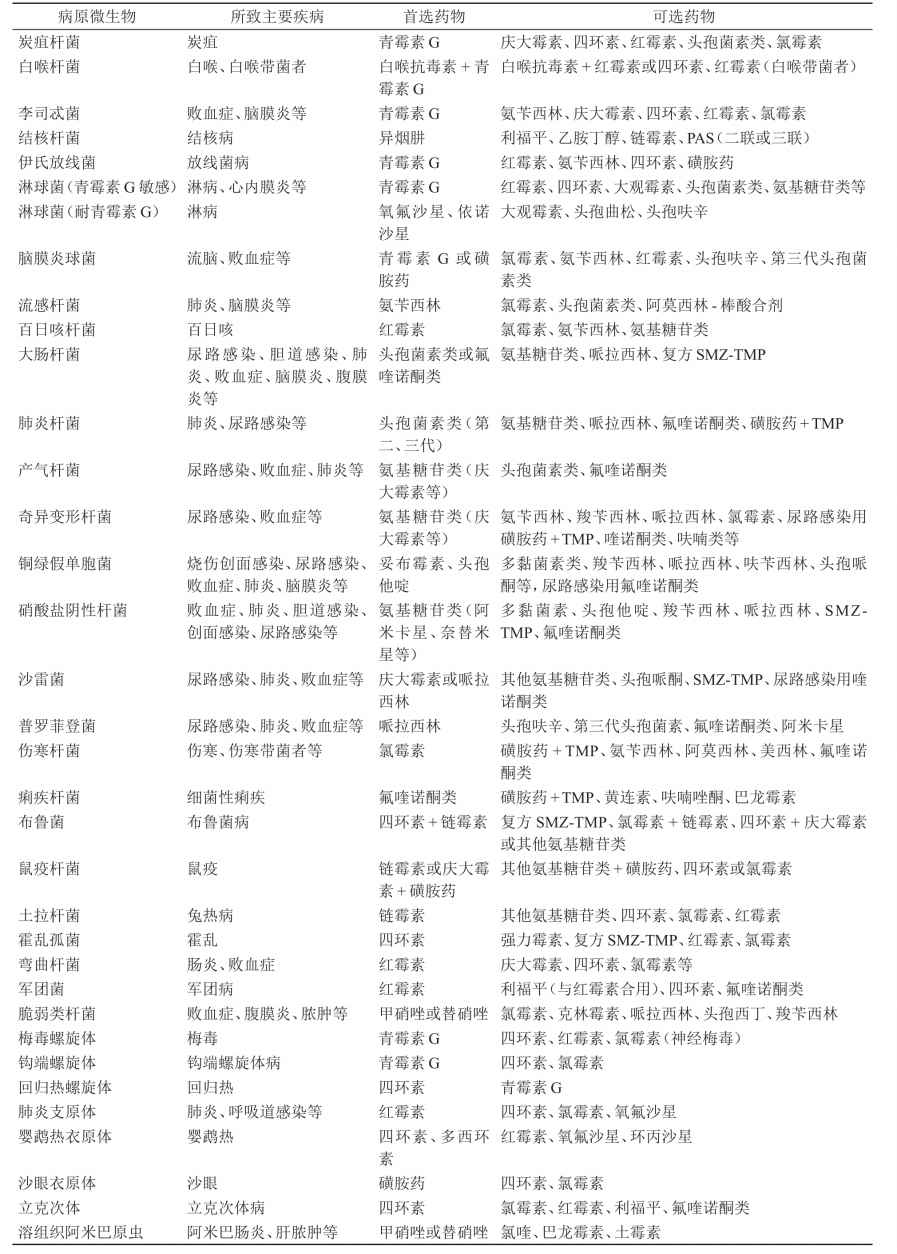 病原微生物 所致主要疾病 首选药物 可选药物
炭疽杆菌 炭疽 青霉素 G 庆大霉素、四环素、红霉素、头孢菌素类、氯霉素
白喉杆菌 白喉、白喉带菌者 白喉抗毒素 + 青 白喉抗毒素 + 红霉素或四环素、红霉素（白喉带菌者）
霉素 G
李司忒菌 败血症、脑膜炎等 青霉素 G 氨苄西林、庆大霉素、四环素、红霉素、氯霉素
结核杆菌 结核病 异烟肼 利福平、乙胺丁醇、链霉素、PAS（二联或三联）
伊氏放线菌 放线菌病 青霉素 G 红霉素、氨苄西林、四环素、磺胺药
淋球菌（青霉素 G 敏感） 淋病、心内膜炎等 青霉素 G 红霉素、四环素、大观霉素、头孢菌素类、氨基糖苷类等
淋球菌（耐青霉素 G） 淋病 氧氟沙星、依诺 大观霉素、头孢曲松、头孢呋辛
沙星
脑膜炎球菌 流脑、败血症等 青霉素 G 或磺 氯霉素、氨苄西林、红霉素、头孢呋辛、第三代头孢菌
胺药 素类
流感杆菌 肺炎、脑膜炎等 氨苄西林 氯霉素、头孢菌素类、阿莫西林 - 棒酸合剂
百日咳杆菌 百日咳 红霉素 氯霉素、氨苄西林、氨基糖苷类
大肠杆菌 尿路感染、胆道感染、肺 头孢菌素类或氟 氨基糖苷类、哌拉西林、复方 SMZ-TMP
炎、败血症、脑膜炎、腹膜 喹诺酮类
炎等
肺炎杆菌 肺炎、尿路感染等 头孢菌素类（第 氨基糖苷类、哌拉西林、氟喹诺酮类、磺胺药 + TMP
二、三代）
产气杆菌 尿路感染、败血症、肺炎等 氨基糖苷类（庆 头孢菌素类、氟喹诺酮类
大霉素等）
奇异变形杆菌 尿路感染、败血症等 氨基糖苷类（庆 氨苄西林、羧苄西林、哌拉西林、氯霉素、尿路感染用
大霉素等） 磺胺药 + TMP、喹诺酮类、呋喃类等
铜绿假单胞菌 烧伤创面感染、尿路感染、 妥布霉素、头孢 多黏菌素类、羧苄西林、哌拉西林、呋苄西林、头孢哌
败血症、肺炎、脑膜炎等 他啶 酮等，尿路感染用氟喹诺酮类
硝酸盐阴性杆菌 败血症、肺炎、胆道感染、 氨基糖苷类（阿 多黏菌素、头孢他啶、羧苄西林、哌拉西林、SMZ-
创面感染、尿路感染等 米卡星、奈替米 TMP、氟喹诺酮类
星等）
沙雷菌 尿路感染、肺炎、败血症等 庆大霉素或哌拉 其他氨基糖苷类、头孢哌酮、SMZ-TMP、尿路感染用喹
西林 诺酮类
普罗菲登菌 尿路感染、肺炎、败血症等 哌拉西林 头孢呋辛、第三代头孢菌素、氟喹诺酮类、阿米卡星
伤寒杆菌 伤寒、伤寒带菌者等 氯霉素 磺胺药 + TMP、氨苄西林、阿莫西林、美西林、氟喹诺
酮类
痢疾杆菌 细菌性痢疾 氟喹诺酮类 磺胺药 + TMP、黄连素、呋喃唑酮、巴龙霉素
布鲁菌 布鲁菌病 四环素 + 链霉素 复方 SMZ-TMP、氯霉素 + 链霉素、四环素 + 庆大霉素
或其他氨基糖苷类
鼠疫杆菌 鼠疫 链霉素或庆大霉 其他氨基糖苷类 + 磺胺药、四环素或氯霉素
素 + 磺胺药
土拉杆菌 兔热病 链霉素 其他氨基糖苷类、四环素、氯霉素、红霉素
霍乱孤菌 霍乱 四环素 强力霉素、复方 SMZ-TMP、红霉素、氯霉素
弯曲杆菌 肠炎、败血症 红霉素 庆大霉素、四环素、氯霉素等
军团菌 军团病 红霉素 利福平（与红霉素合用）、四环素、氟喹诺酮类
脆弱类杆菌 败血症、腹膜炎、脓肿等 甲硝唑或替硝唑 氯霉素、克林霉素、哌拉西林、头孢西丁、羧苄西林
梅毒螺旋体 梅毒 青霉素 G 四环素、红霉素、氯霉素（神经梅毒）
钩端螺旋体 钩端螺旋体病 青霉素 G 四环素、氯霉素
回归热螺旋体 回归热 四环素 青霉素 G
肺炎支原体 肺炎、呼吸道感染等 红霉素 四环素、氯霉素、氧氟沙星
婴鹉热衣原体 婴鹉热 四环素、多西环 红霉素、氧氟沙星、环丙沙星
素
沙眼衣原体 沙眼 磺胺药 四环素、氯霉素
立克次体 立克次体病 四环素 氯霉素、红霉素、利福平、氟喹诺酮类
溶组织阿米巴原虫 阿米巴肠炎、肝脓肿等 甲硝唑或替硝唑 氯喹、巴龙霉素、土霉素